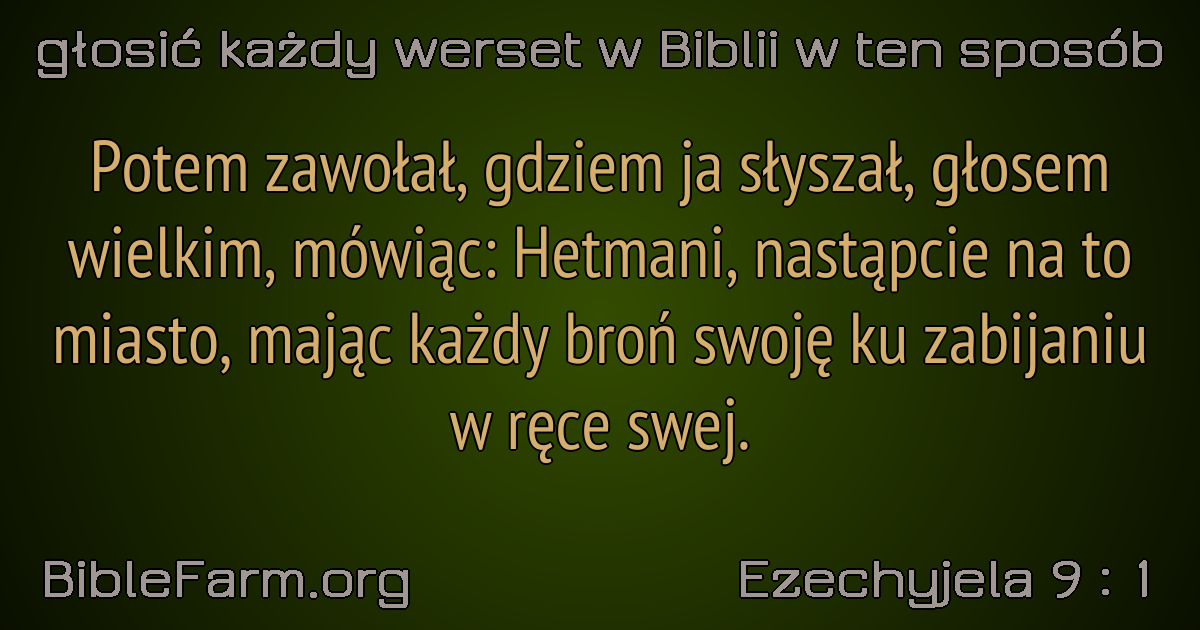 głosić każdy werset w Biblii w ten sposób
Potem zawołał, gdziem ja słyszał, głosem
wielkim, mówiąc: Hetmani, nastąpcie na to
miasto, mając każdy broń swoję ku zabijaniu
w ręce swej.
BibleFarm.org
Ezechyjela 9 : 1